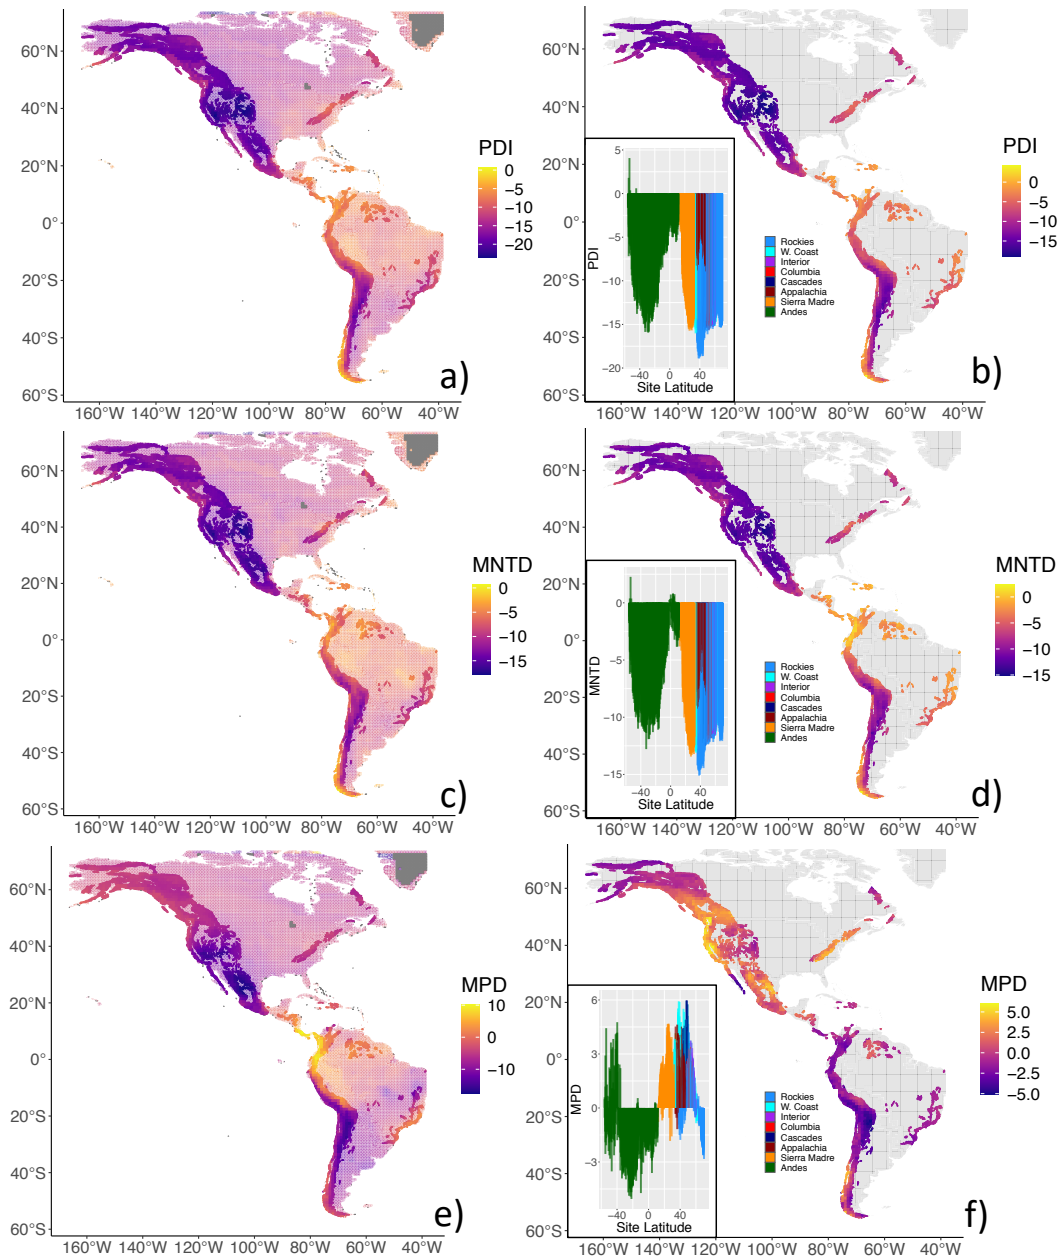 60°N
40°N
20°N
0°
20°S
40°S
60°S
160°W 140°W 120°W 100°W 80°W 60°W 40°W
PDI
0
−5
−10
−15
−20
a)
60°N
40°N
20°N
0°
20°S
40°S
60°S
160°W 140°W 120°W 100°W 80°W 60°W 40°W
5
0
−5
−10
−15
−20
PDI
−40 0 40
Site Latitude
Rockies
W. Coast
Interior
Columbia
Cascades
Appalachia
Sierra Madre
Andes
PDI
0
−5
−10
−15
b)
60°N
40°N
20°N
0°
20°S
40°S
60°S
160°W 140°W 120°W 100°W 80°W 60°W 40°W
MNTD
0
−5
−10
−15
c)
60°N
40°N
20°N
0°
20°S
40°S
60°S
160°W 140°W 120°W 100°W 80°W 60°W 40°W
0
−5
−10
−15
MNTD
−40 0 40
Site Latitude
Rockies
W. Coast
Interior
Columbia
Cascades
Appalachia
Sierra Madre
Andes
MNTD
0
−5
−10
−15
d)
60°N
40°N
20°N
0°
20°S
40°S
60°S
160°W 140°W 120°W 100°W 80°W 60°W 40°W
MPD
10
0
−10
e)
60°N
40°N
20°N
0°
20°S
40°S
60°S
160°W 140°W 120°W 100°W 80°W 60°W 40°W
6
3
0
−3
MPD
−40 0 40
Site Latitude
Rockies
W. Coast
Interior
Columbia
Cascades
Appalachia
Sierra Madre
Andes
MPD
5.0
2.5
0.0
−2.5
−5.0
f)